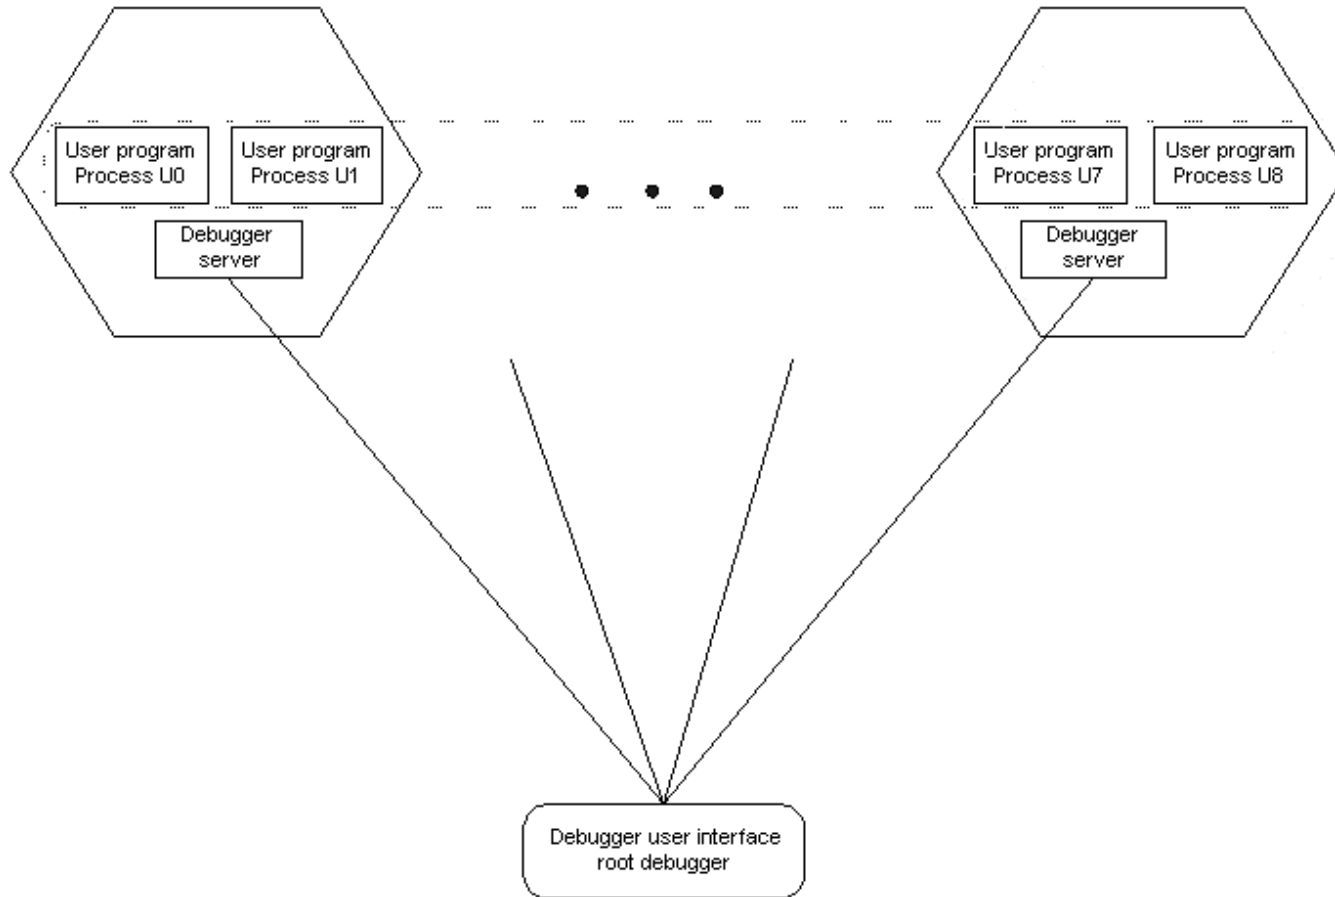 User program
Process U0
User program
Process U1
User program
Process U7
User program
Process U8
Debugger
server
Debugger
server
Debugger user interface
root debugger